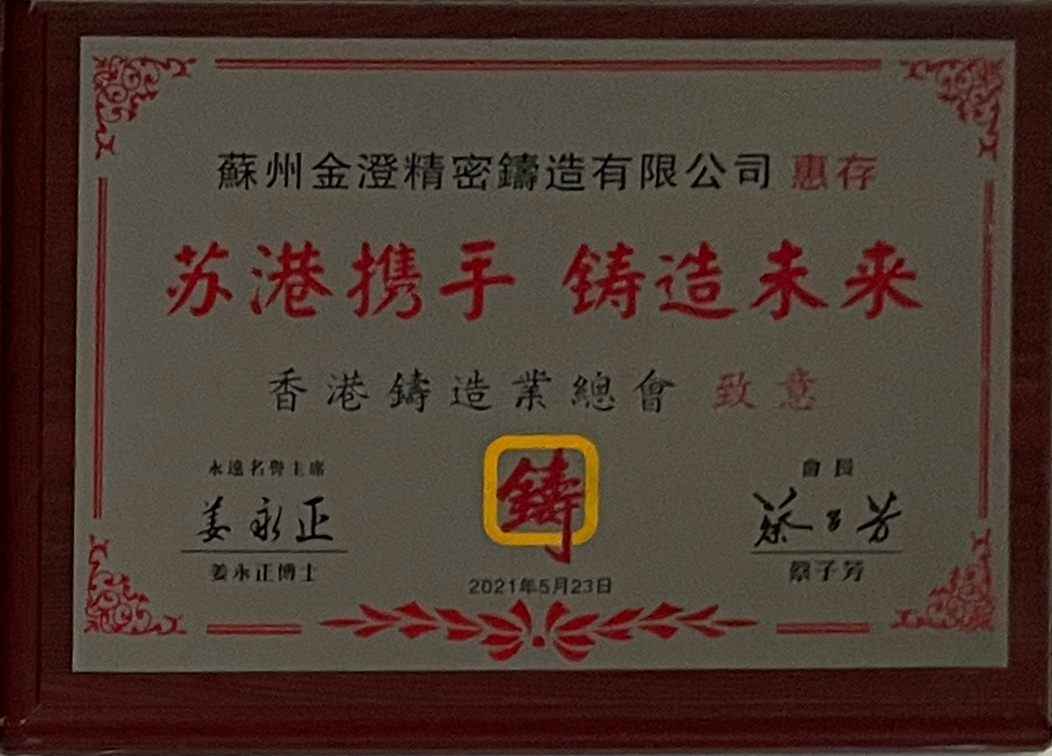 蘇州金澄精密鑄造有限公司 惠存
苏港携手 铸造未来
香港鑄造業總會 致意
永遠名譽主席
會長
姜永正
蔡子芳
鑄
姜永正博士
蔡子芳
2021年5月23日